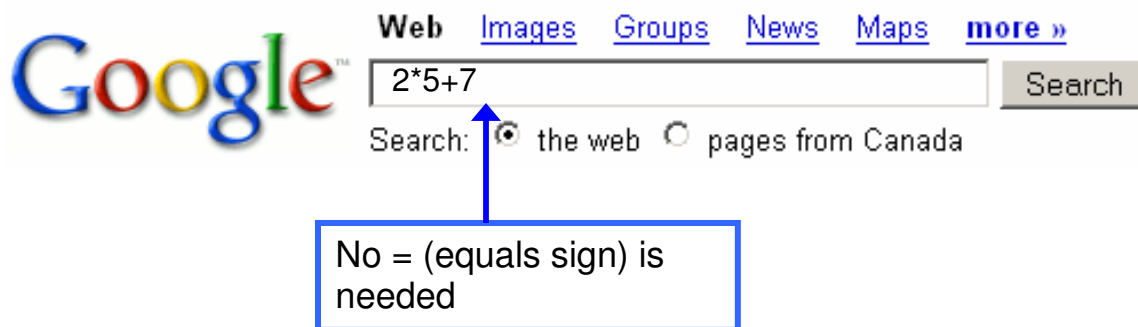 Google™
Web Images Groups News Maps more »
2*5+7
Search
Search: the web pages from Canada
No = (equals sign) is
needed